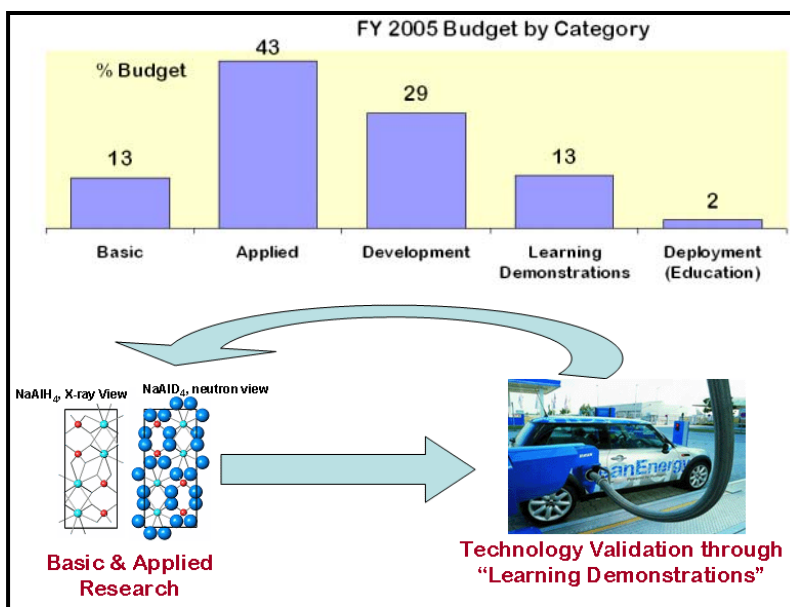 FY 2005 Budget by Category
% Budget
13
43
29
13
2
Basic
Applied
Development
Learning
Demonstrations
Deployment
(Education)
NaAlH4, X-ray View
NaAlD4, neutron view
Basic & Applied
Research
eanEnergy
Technology Validation through
“Learning Demonstrations”